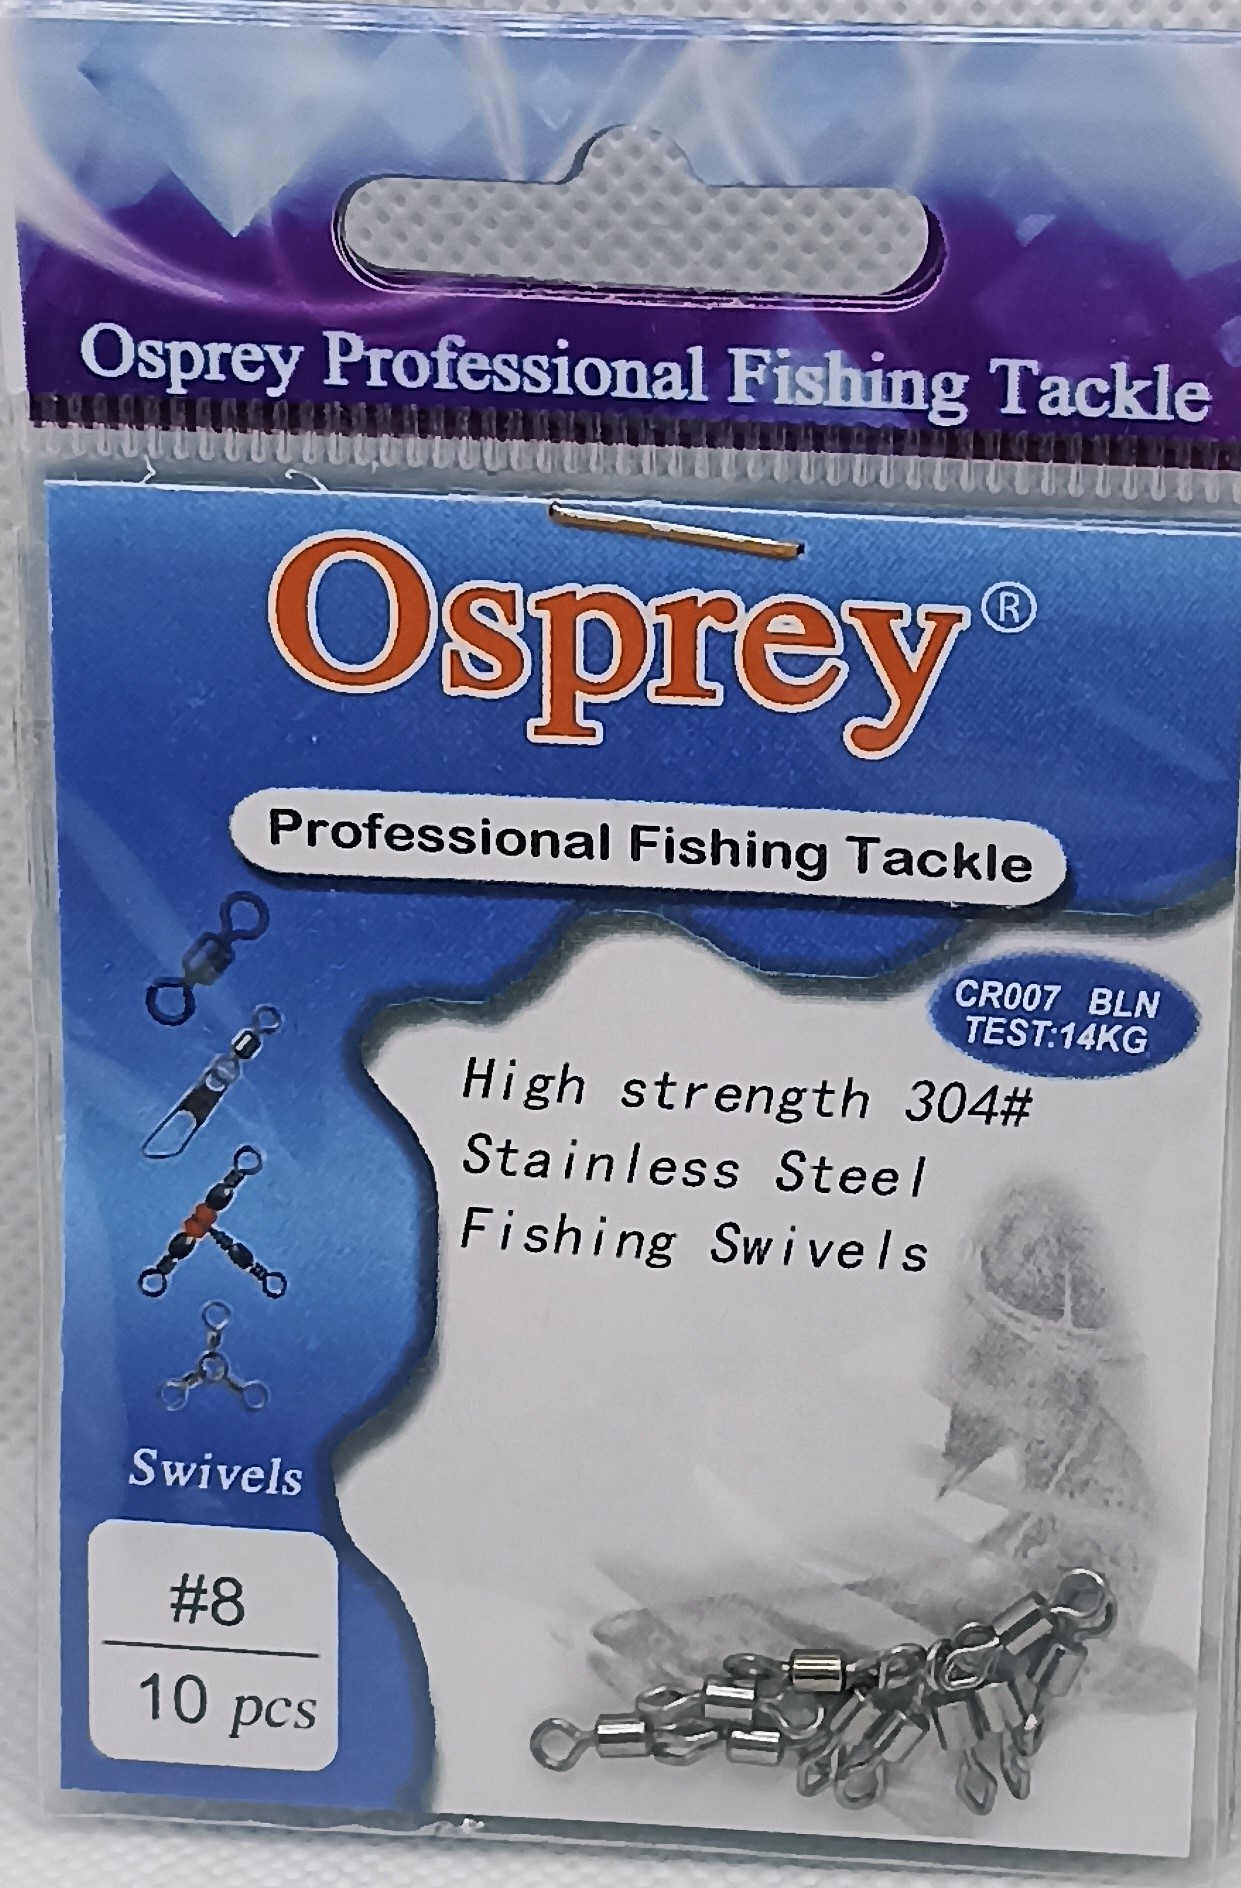 Osprey Professional Fishing Tackle
Osprey®
Professional Fishing Tackle
CR007 BLN
TEST:14KG
High strength 304#
Stainless Steel
Fishing Swivels
Swivels
#8
10 pcs